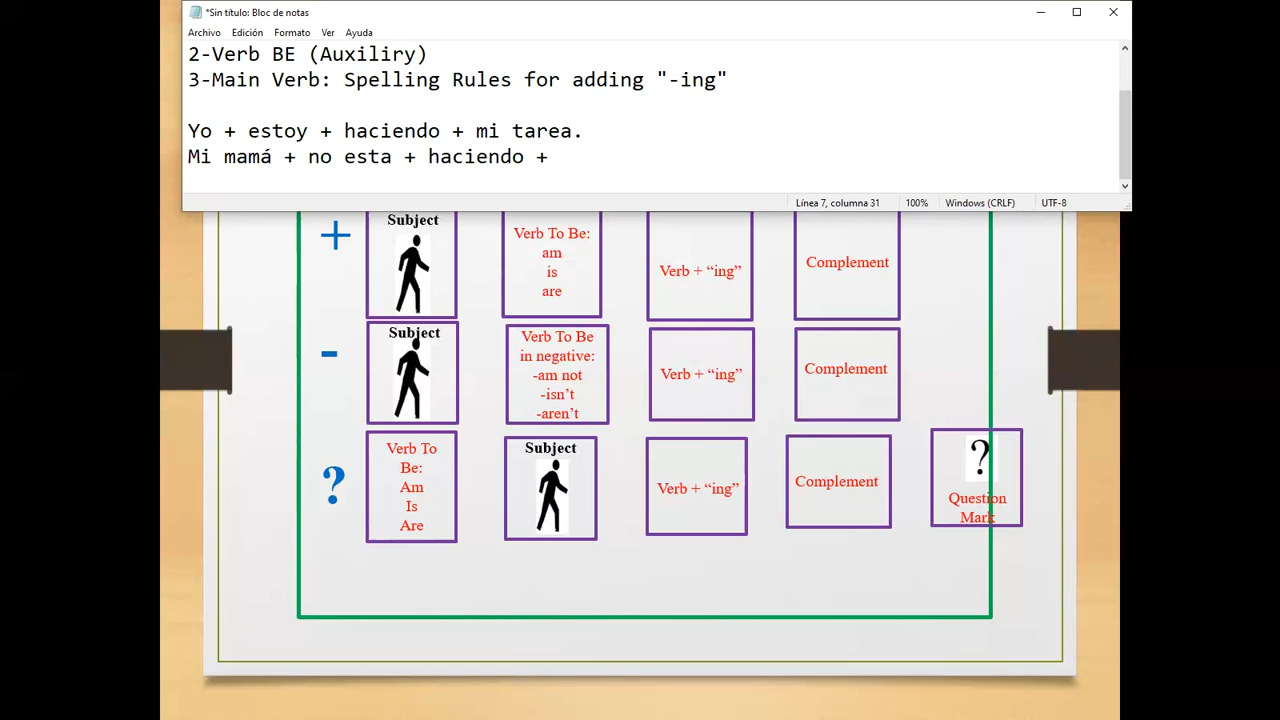 *Sin título: Bloc de notas
Archivo Edición Formato Ver Ayuda
2-Verb BE (Auxiliry)
3-Main Verb: Spelling Rules for adding "-ing"
Yo + estoy + haciendo + mi tarea.
Mi mamá + no esta + haciendo +
Línea 7, columna 31 100% Windows (CRLF) UTF-8
+
Subject
Verb To Be:
am
is
are
Verb + “ing”
Complement
-
Subject
Verb To Be
in negative:
-am not
-isn’t
-aren’t
Verb + “ing”
Complement
?
Verb To
Be:
Am
Is
Are
Subject
Verb + “ing”
Complement
?
Question
Mark